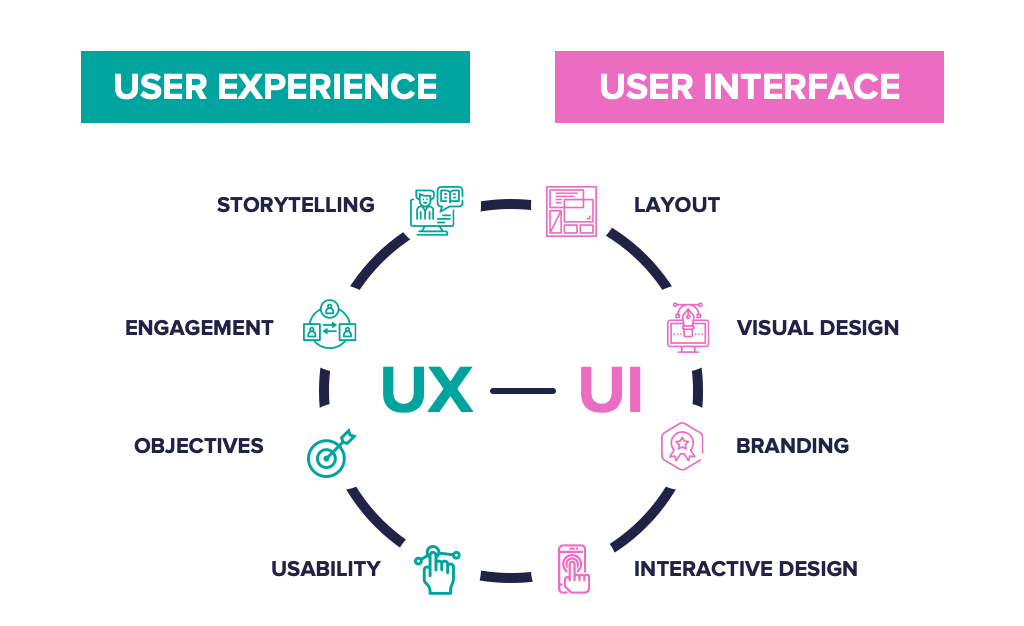 USER EXPERIENCE
USER INTERFACE
STORYTELLING
LAYOUT
ENGAGEMENT
VISUAL DESIGN
UX — UI
OBJECTIVES
BRANDING
USABILITY
INTERACTIVE DESIGN